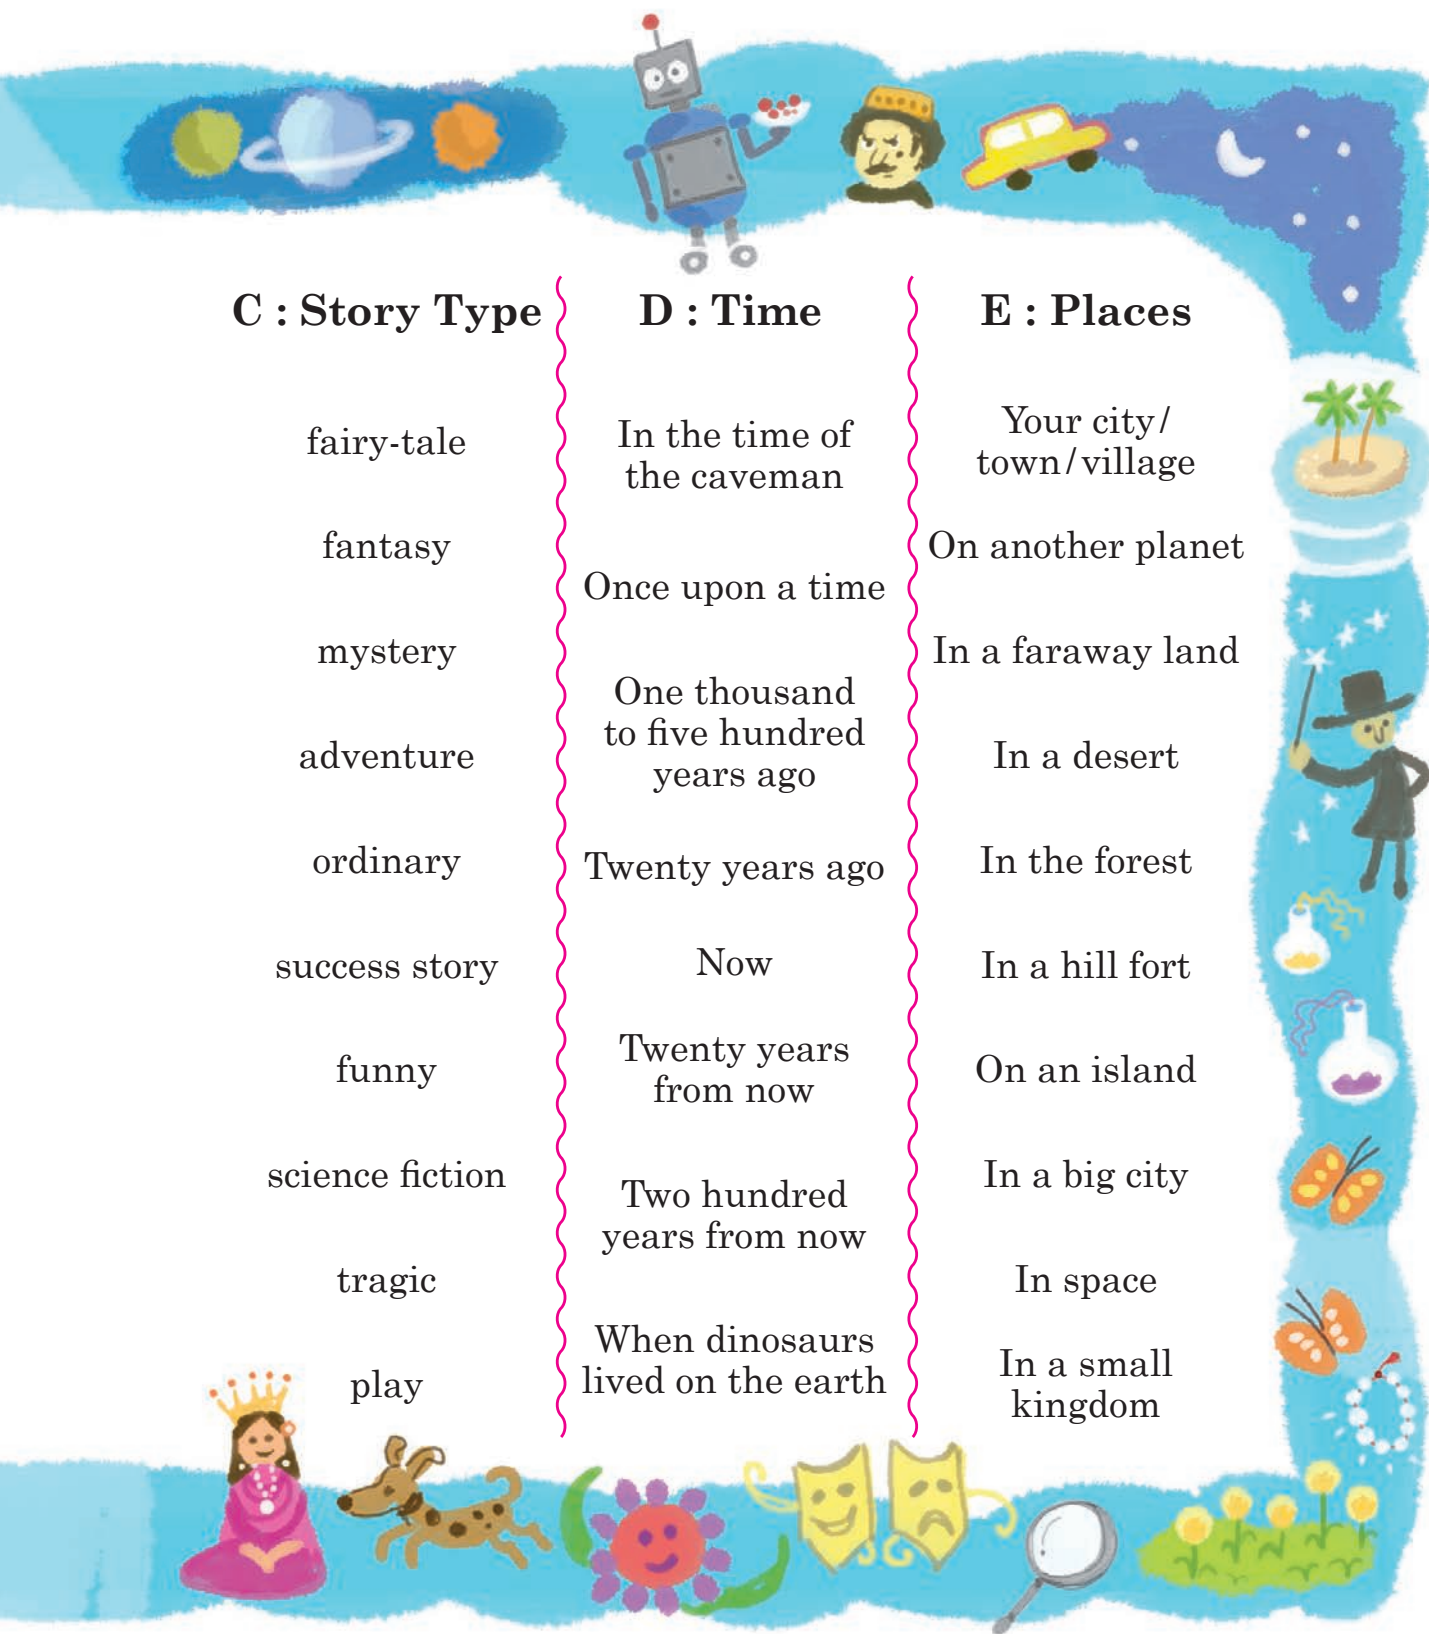 C : Story Type
fairy-tale
fantasy
mystery
adventure
ordinary
success story
funny
science fiction
tragic
play
D : Time
In the time of
the caveman
Once upon a time
One thousand
to five hundred
years ago
Twenty years ago
Now
Twenty years
from now
Two hundred
years from now
When dinosaurs
lived on the earth
E : Places
Your city/
town/village
On another planet
In a faraway land
In a desert
In the forest
In a hill fort
On an island
In a big city
In space
In a small
kingdom